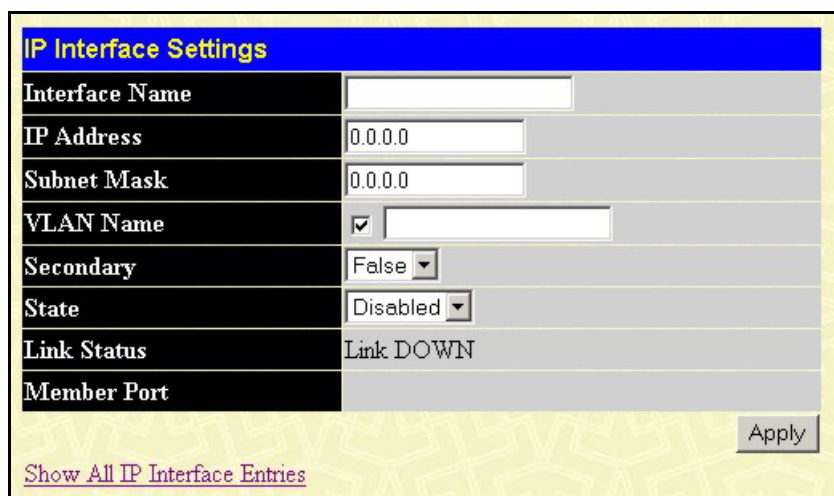 IP Interface Settings
Interface Name
IP Address 0.0.0.0
Subnet Mask 0.0.0.0
VLAN Name
Secondary False
State Disabled
Link Status Link DOWN
Member Port
Apply
Show All IP Interface Entries